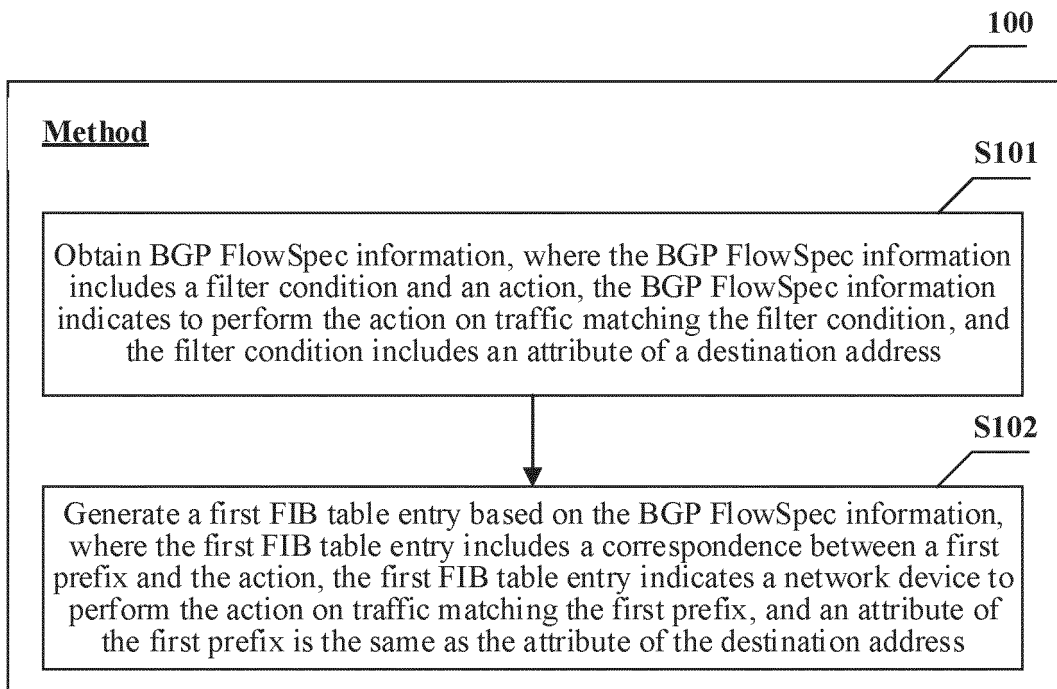 100
Method
S101
Obtain BGP FlowSpec information, where the BGP FlowSpec information
includes a filter condition and an action, the BGP FlowSpec information
indicates to perform the action on traffic matching the filter condition, and
the filter condition includes an attribute of a destination address
S102
Generate a first FIB table entry based on the BGP FlowSpec information,
where the first FIB table entry includes a correspondence between a first
prefix and the action, the first FIB table entry indicates a network device to
perform the action on traffic matching the first prefix, and an attribute of
the first prefix is the same as the attribute of the destination address